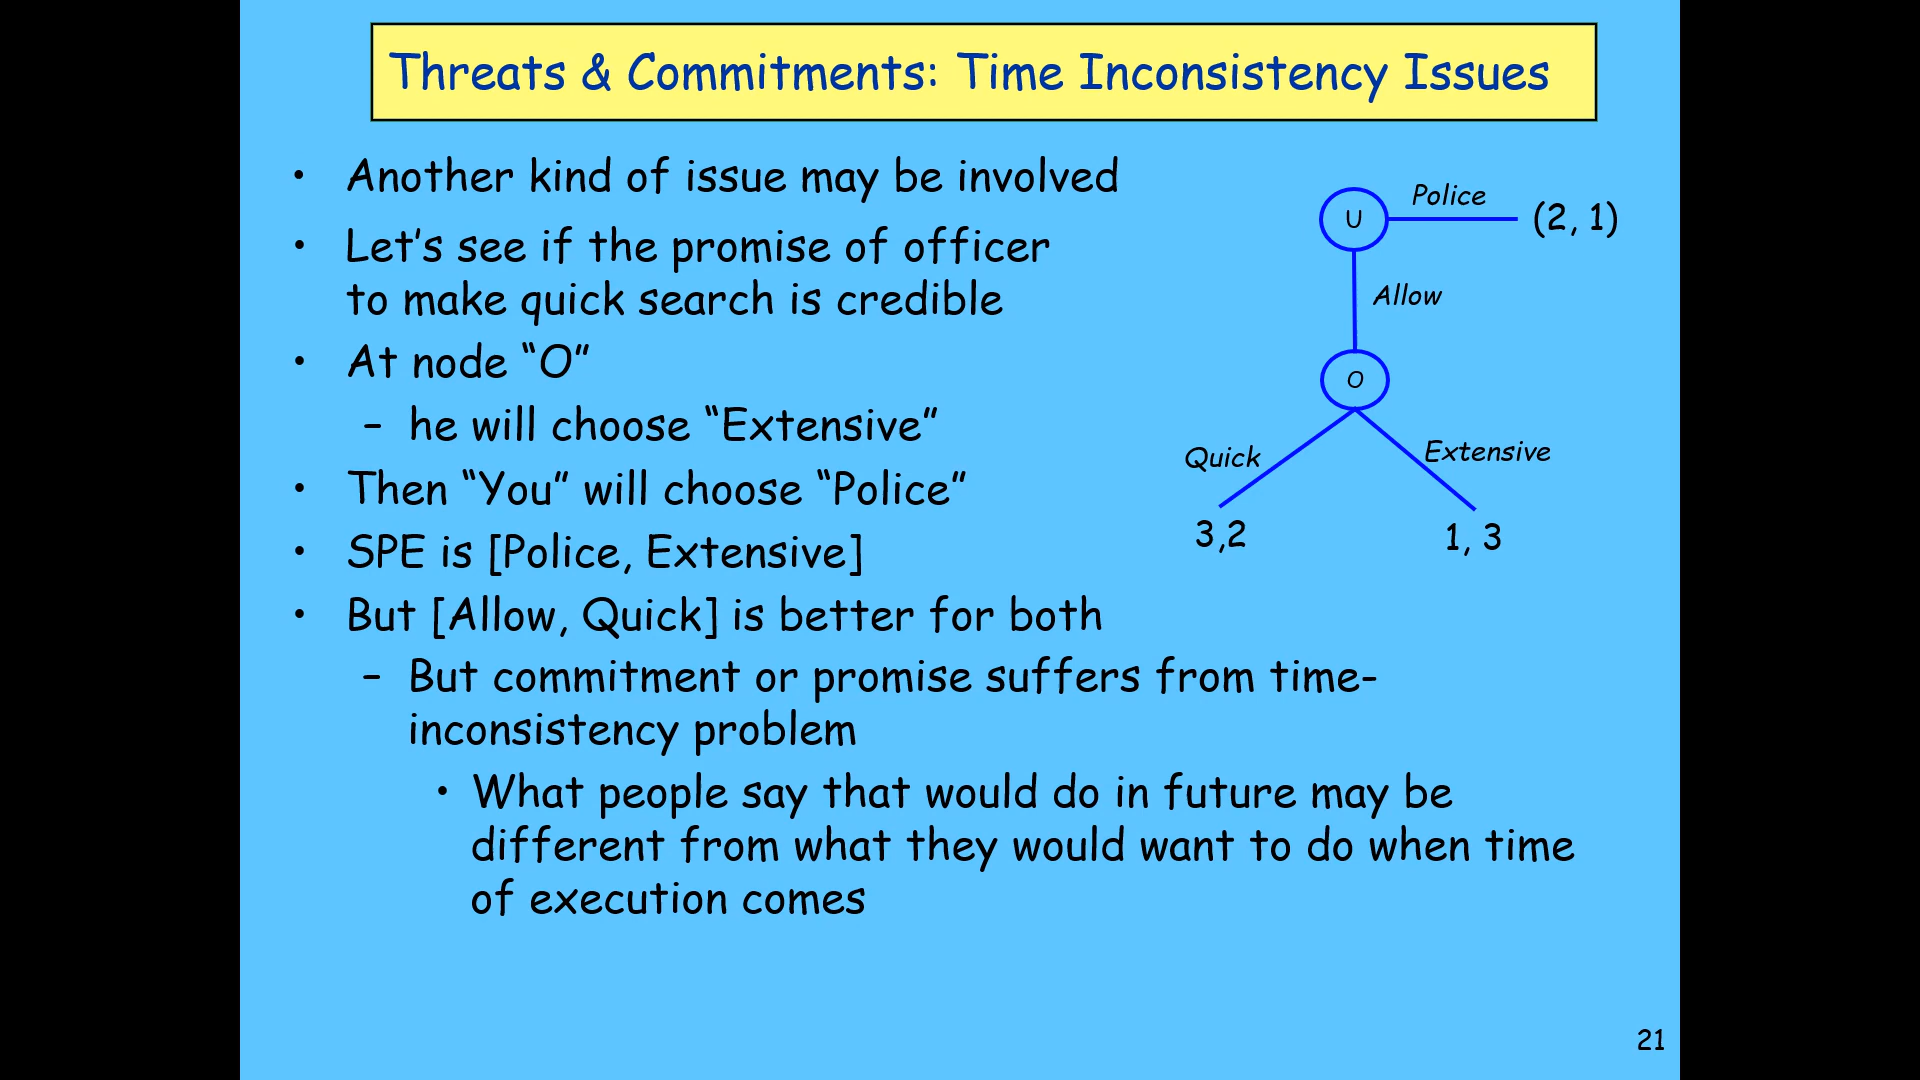 Threats & Commitments: Time Inconsistency Issues
• Another kind of issue may be involved
• Let’s see if the promise of officer
to make quick search is credible
• At node “O”
– he will choose “Extensive”
• Then “You” will choose “Police”
• SPE is [Police, Extensive]
• But [Allow, Quick] is better for both
– But commitment or promise suffers from time-
inconsistency problem
• What people say that would do in future may be
different from what they would want to do when time
of execution comes
U
Police
(2, 1)
Allow
O
Quick
Extensive
3,2
1, 3
21